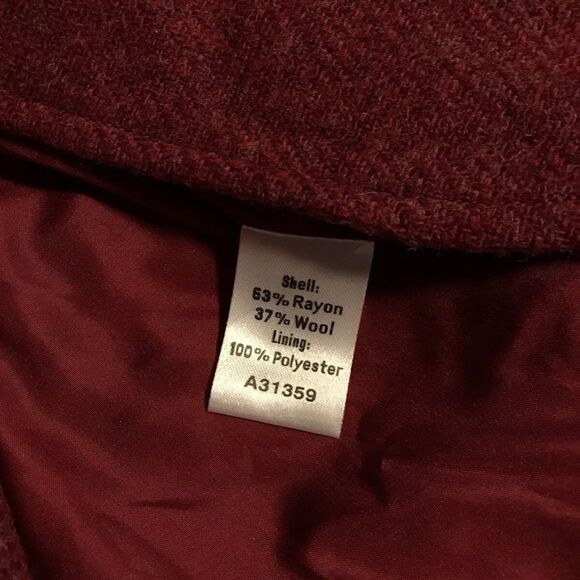 Shell:
63% Rayon
37% Wool
Lining:
100% Polyester
A31359